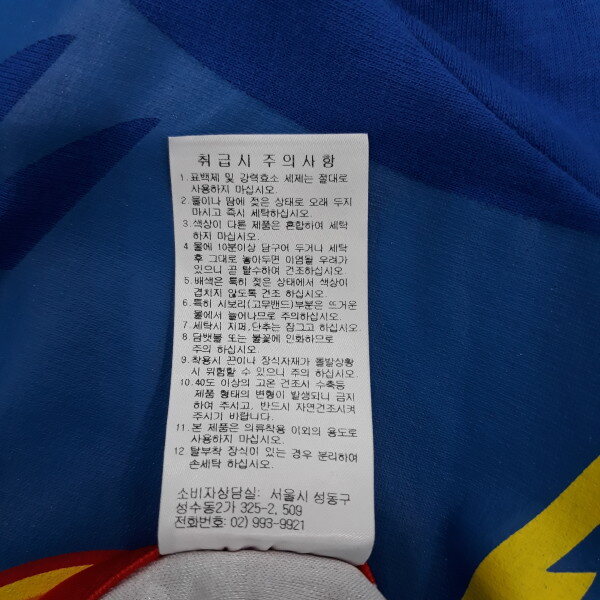 취급시 주의사항
1. 표백제 및 강력효소 세제는 절대로
사용하지 마십시오.
2. 물이나 땀에 젖은 상태로 오래 두지
마시고 즉시 세탁하십시오.
3. 색상이 다른 제품은 혼합하여 세탁
하지 마십시오.
4 물에 10분이상 담구어 두거나 세탁
후 그대로 놓아두면 이염될 우려가
있으니 곧 탈수하여 건조하십시오.
5. 배색은 특히 젖은 상태에서 색상이
겹치지 않도록 건조 하십시오.
6. 특히 시보리(고무밴드)부분은 뜨거운
물에서 늘어나므로 주의하십시오.
7. 세탁시 지퍼,단추는 잠그고 하십시오.
8 담뱃불 또는 불꽃에 인화하므로
주의 하십시오.
9. 착용시 끈이나 장식자재가 돌발상황
시 위험할 수 있으니 주의 하십시오.
10. 40도 이상의 고온 건조시 수축등
제품 형태의 변형이 발생되니 금지
하여 주시고, 반드시 자연건조시켜
주시기 바랍니다.
11. 본 제품은 의류착용 이외의 용도로
사용하지 마십시오.
12 탈부착 장식이 있는 경우 분리하여
손세탁 하십시오.
소비자상담실: 서울시 성동구
성수동2가 325-2, 509
전화번호: 02) 993-9921